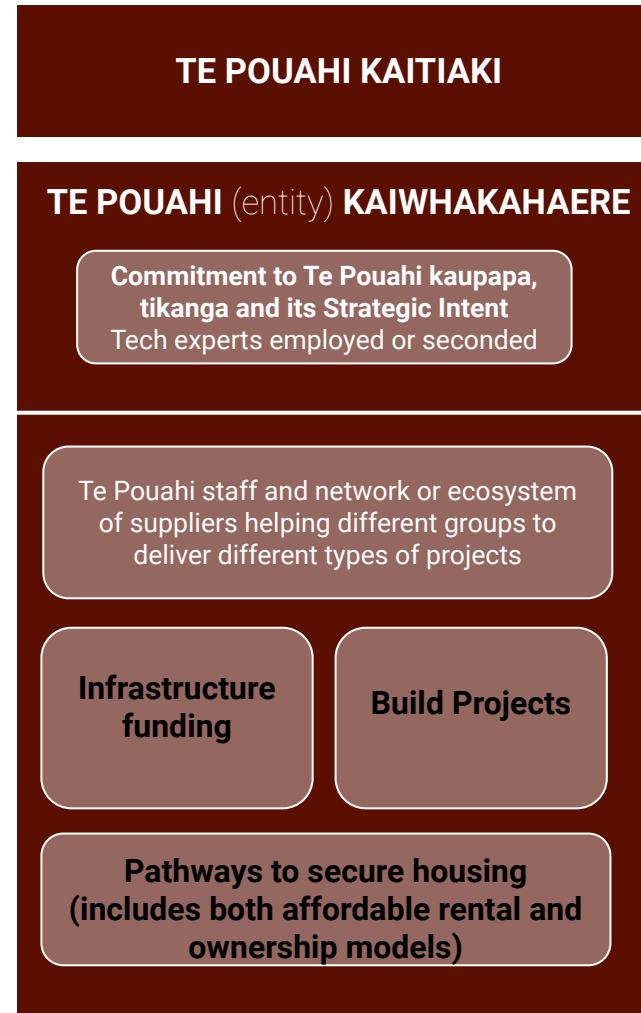 TE POUAHI KAITIAKI
TE POUAHI (entity) KAIWHAKAHAERE
Commitment to Te Pouahi kaupapa,
tikanga and its Strategic Intent
Tech experts employed or seconded
Te Pouahi staff and network or ecosystem
of suppliers helping different groups to
deliver different types of projects
Infrastructure
funding
Build Projects
Pathways to secure housing
(includes both affordable rental and
ownership models)